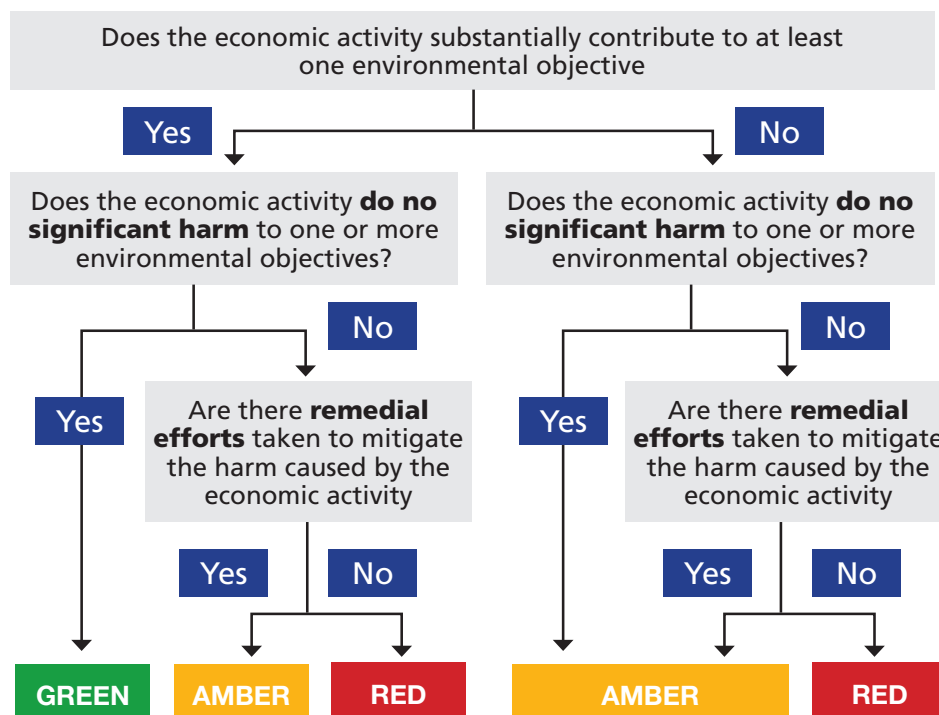 Does the economic activity substantially contribute to at least
one environmental objective
Yes
No
Does the economic activity do no
significant harm to one or more
environmental objectives?
Does the economic activity do no
significant harm to one or more
environmental objectives?
No
No
Yes
Are there remedial
efforts taken to mitigate
the harm caused by the
economic activity
Yes
Are there remedial
efforts taken to mitigate
the harm caused by the
economic activity
Yes
No
Yes
No
GREEN
AMBER
RED
AMBER
RED